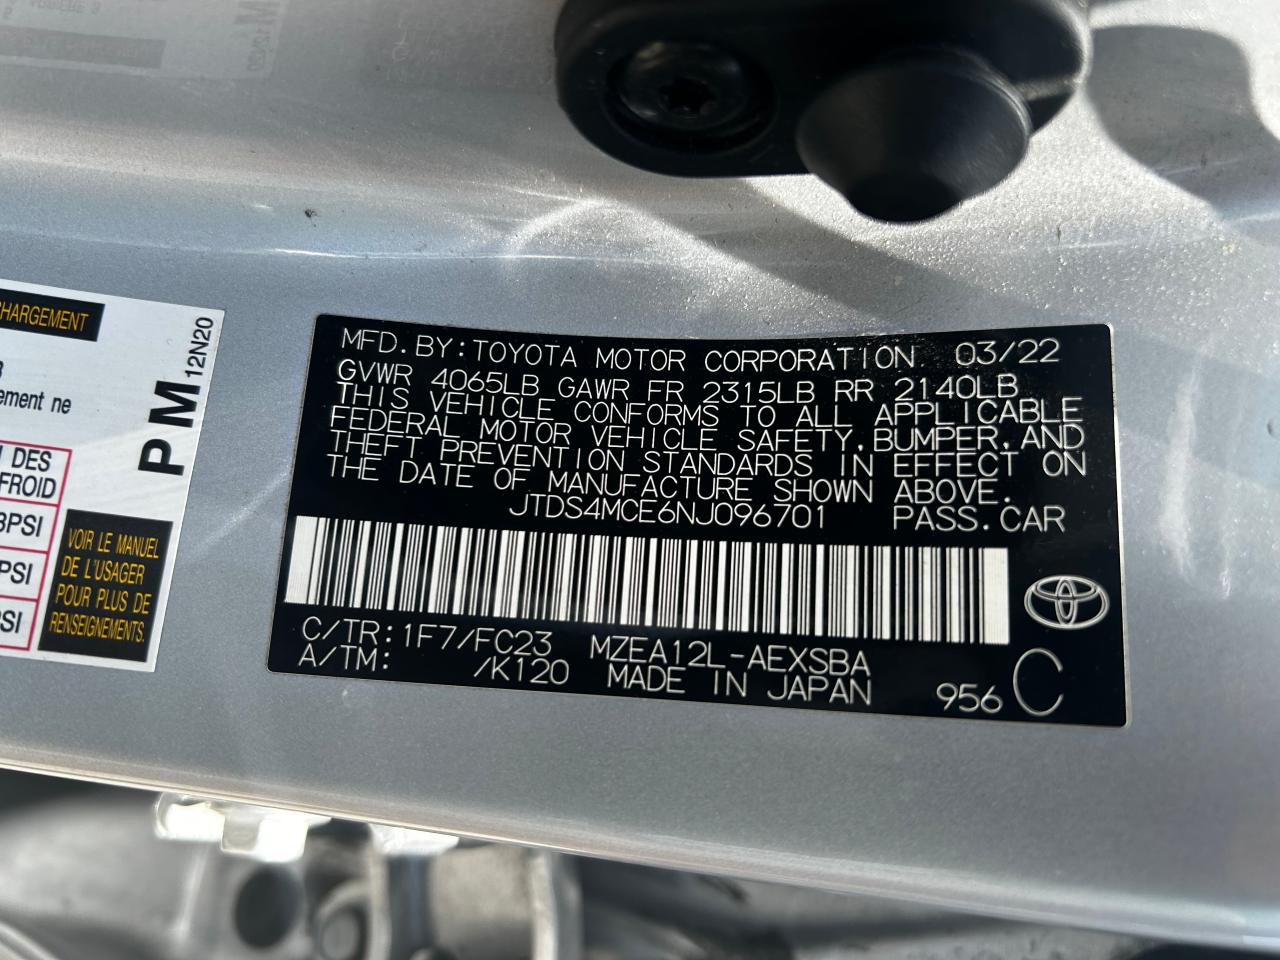 HARGEMENT
ement ne
PM 12N20
DES
FROID
PSI
PSI
SI
VOIR LE MANUEL
DE L'USAGER
POUR PLUS DE
RENSEIGNEMENTS.
MFD. BY: TOYOTA MOTOR CORPORATION 03/22
GVWR 4065LB GAWR FR 2315LB RR 2140LB
THIS VEHICLE CONFORMS TO ALL APPLICABLE
FEDERAL MOTOR VEHICLE SAFETY, BUMPER, AND
THEFT PREVENTION STANDARDS IN EFFECT ON
THE DATE OF MANUFACTURE SHOWN ABOVE.
JTDS4MCE6NJ096701 PASS. CAR
C/TR: 1F7/FC23 MZEA12L-AEXSBA
A/TM: /K120 MADE IN JAPAN 956 C